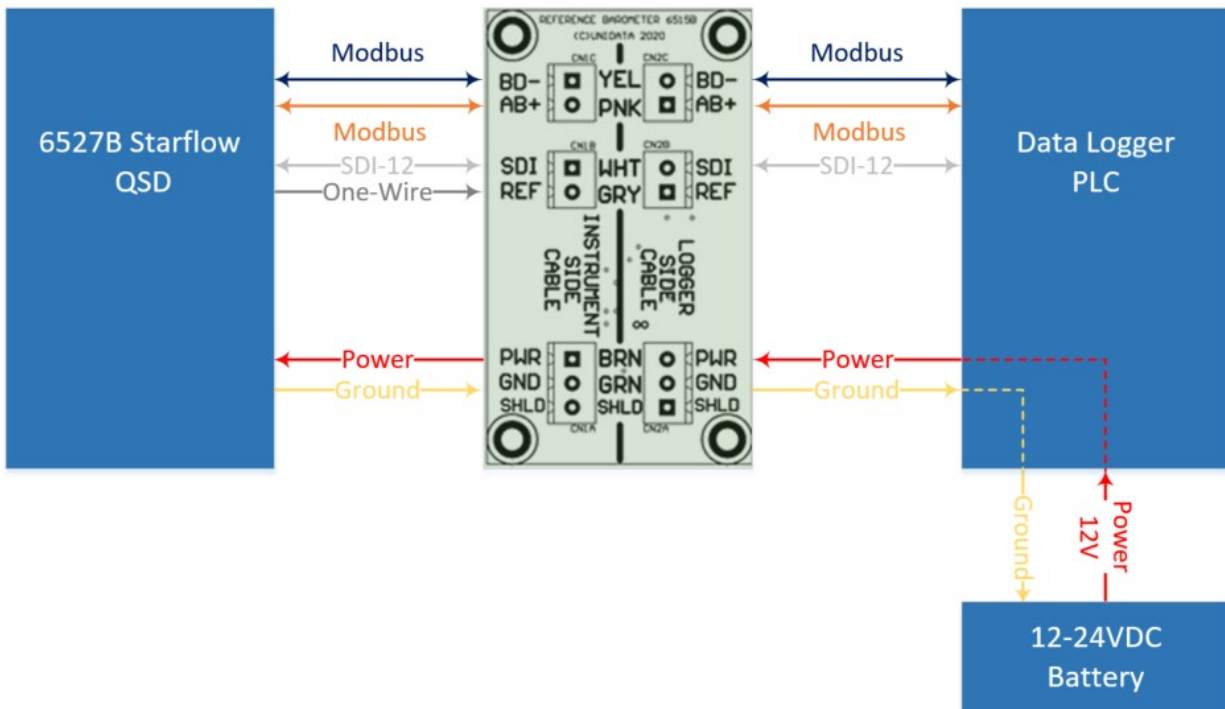 REFERENCE BAROMETER 6515B
(C)UNIDATA 2020
Modbus
Modbus
CN1C
CN2C
BD-
YEL
BD-
AB+
PNK
AB+
6527B Starflow
QSD
Modbus
Modbus
Data Logger
PLC
SDI-12
SDI-12
CN1B
CN2B
SDI
WHT
SDI
One-Wire
REF
GRY
REF
INSTRUMENT
SIDE
CABLE
LOGGER
SIDE
CABLE
8
Power
PWR
BRN
PWR
Power
Ground
GND
GRN
GND
Ground
SHLD
SHLD
SHLD
CN1A
CN2A
Ground
Power
12V
12-24VDC
Battery